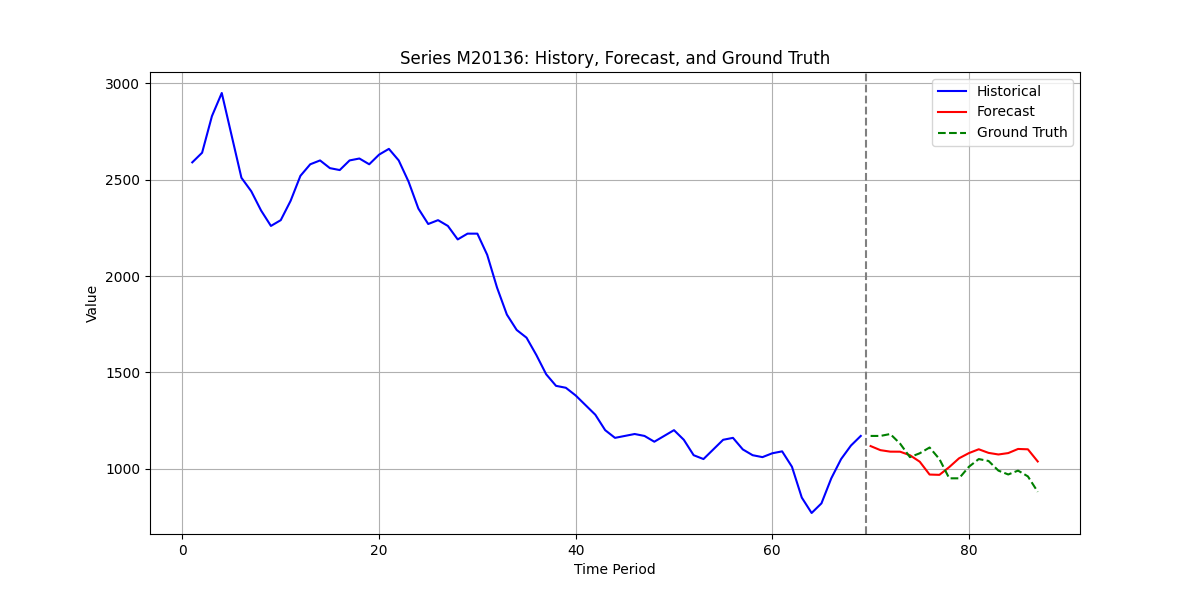 Series M20136: History, Forecast, and Ground Truth
3000
2500
2000
1500
1000
Value
0
20
40
60
80
Time Period
Historical
Forecast
Ground Truth